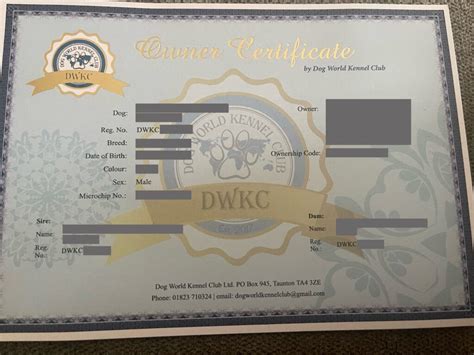 DOG WORLD KENNEL CLUB
DWKC
Owner Certificate
by Dog World Kennel Club
Dog:
Owner:
Reg. No. DWKC
Breed:
Date of Birth:
Ownership Code:
Colour:
Sex: Male
Microchip No.:
DOG WORLD KENNEL CLUB
DWKC
Sire:
Dam:
Name:
Name:
Reg. No: DWKC
Reg. No: DWKC
Dog World Kennel Club Ltd. PO Box 945, Taunton TA4 3ZE
Phone: 01823 710324 | email: dogworldkennelclub@gmail.com